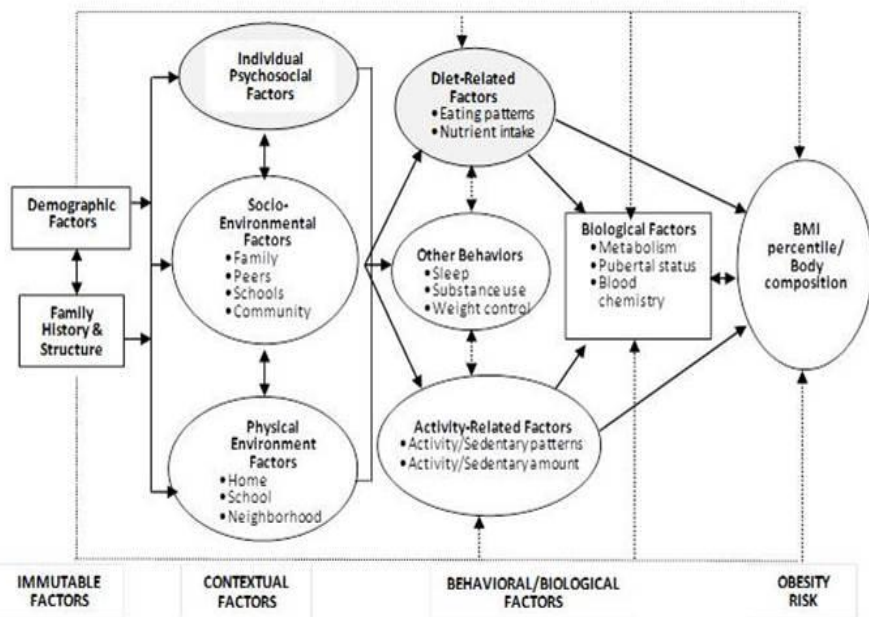 Individual
Psychosocial
Factors
Diet-Related
Factors
• Eating patterns
• Nutrient intake
Demographic
Factors
Socio-
Environmental
Factors
• Family
• Peers
• Schools
• Community
Other Behaviors
• Sleep
• Substance use
• Weight control
Biological Factors
• Metabolism
• Pubertal status
• Blood
chemistry
BMI
percentile/
Body
composition
Family
History &
Structure
Physical
Environment
Factors
• Home
• School
• Neighborhood
Activity-Related Factors
• Activity/Sedentary patterns
• Activity/Sedentary amount
IMMUTABLE
FACTORS
CONTEXTUAL
FACTORS
BEHAVIORAL/BIOLOGICAL
FACTORS
OBESITY
RISK